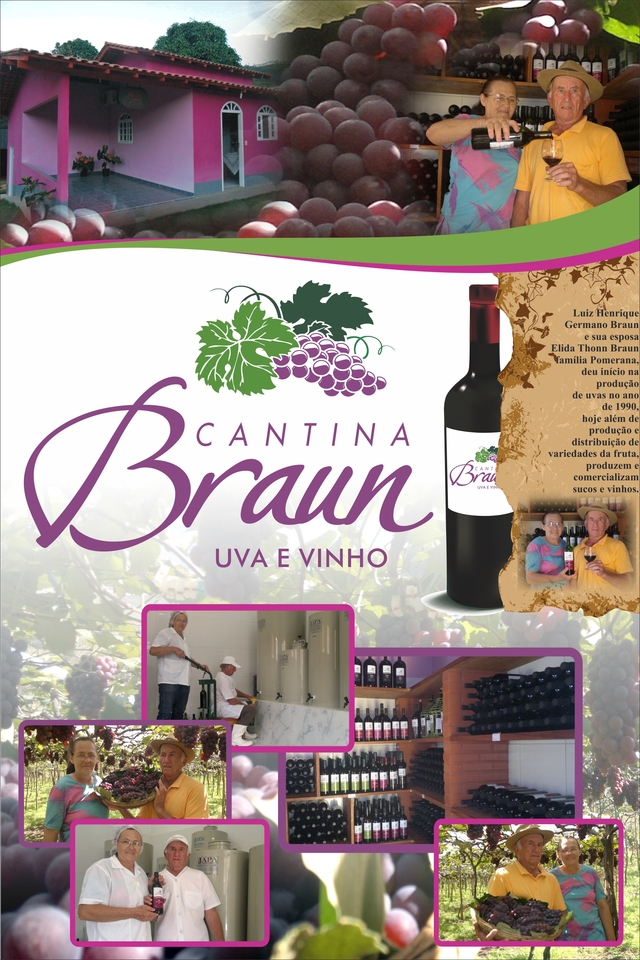 CANTINA
Braun
UVA E VINHO
Luiz Henrique
Germano Braun
e sua esposa
Elida Thonn Braun
família Pomerana,
deu início na
produção
de uvas no ano
de 1990,
hoje além de
produção e
distribuição de
variedades da fruta,
produzem e
comercializam
sucos e vinhos.
CANTINA
Braun
UVA E VINHO